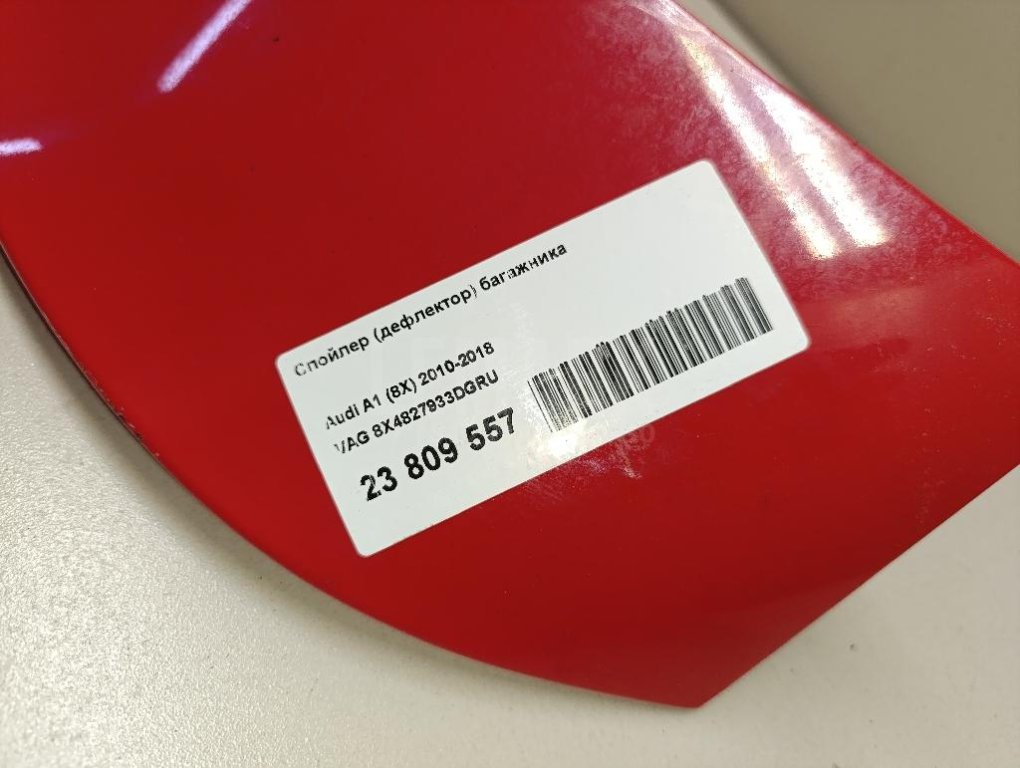 Спойлер (дефлектор) багажника
Audi A1 (8X) 2010-2018
VAG 8X4827933DGRU
23 809 557